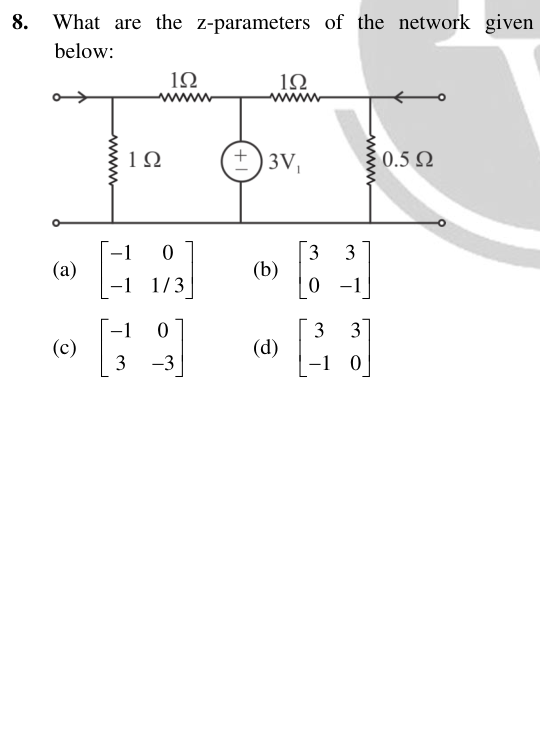 8. What are the z-parameters of the network given
below:
1Ω 1Ω
1 Ω + − 3V₁ 0.5 Ω
(a) [−1 0 (b) [3 3
−1 1/3] 0 −1]
(c) [−1 0 (d) [3 3
3 −3] −1 0]